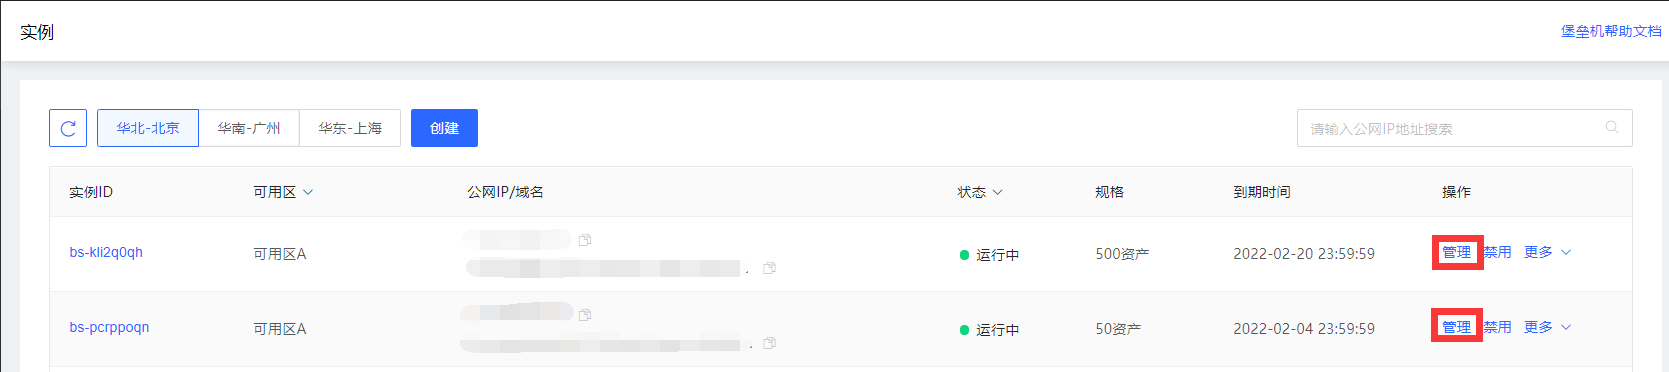 实例
堡垒机帮助文档
华北-北京 华南-广州 华东-上海 创建 请输入公网IP地址搜索
实例ID 可用区 公网IP/域名 状态 规格 到期时间 操作
bs-kli2q0qh 可用区A 运行中 500资产 2022-02-20 23:59:59 管理 禁用 更多
bs-pcrppoqn 可用区A 运行中 50资产 2022-02-04 23:59:59 管理 禁用 更多